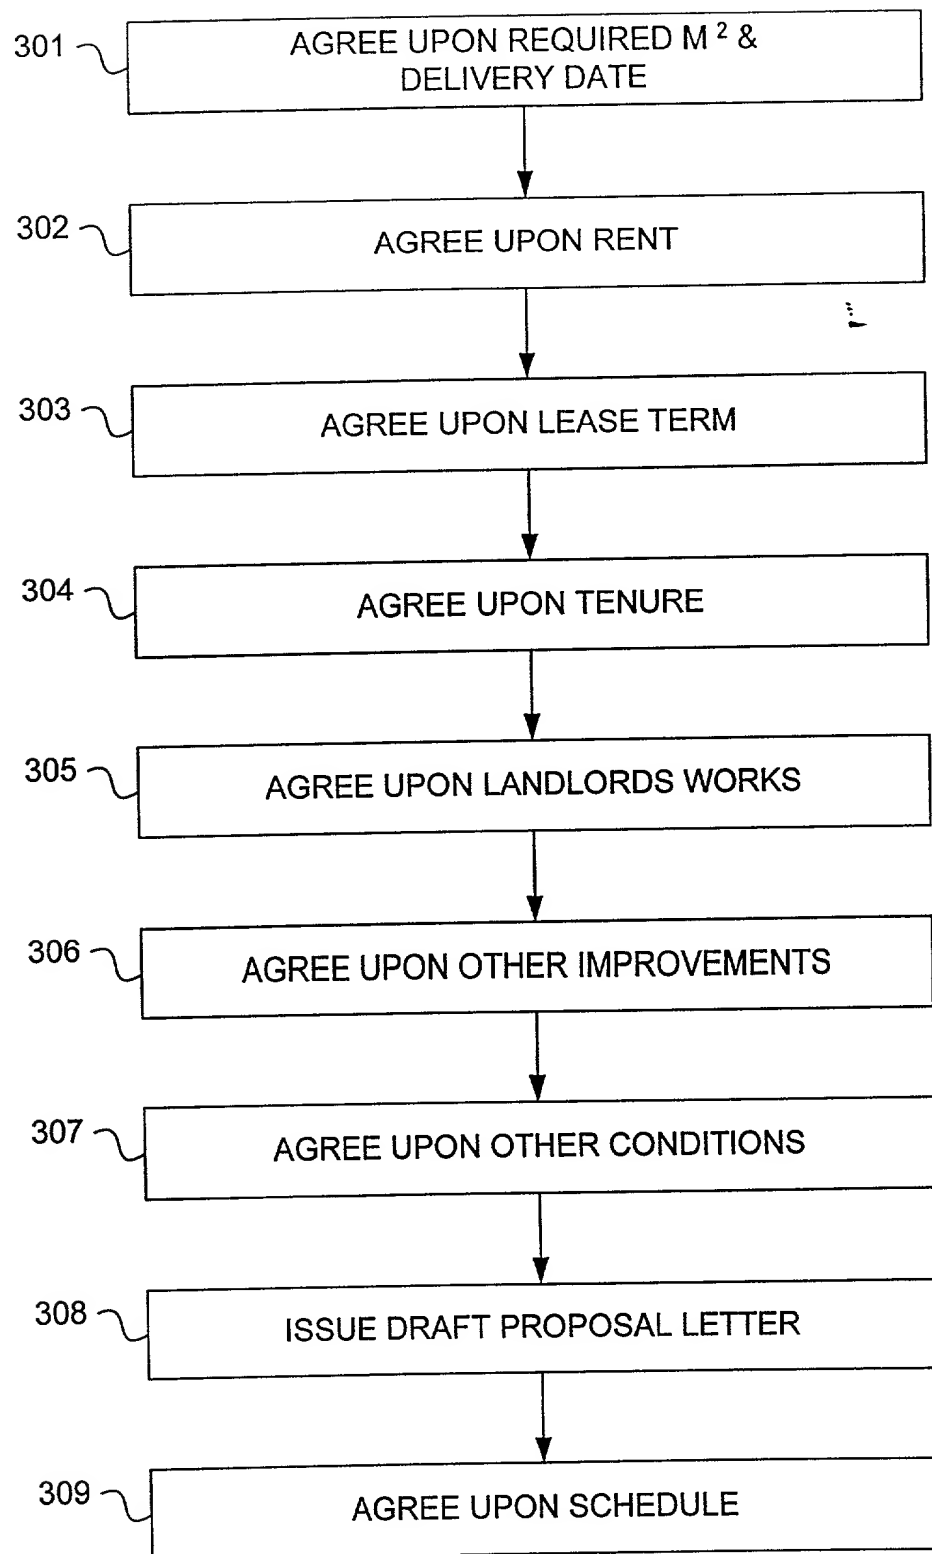 301
AGREE UPON REQUIRED M² &
DELIVERY DATE
302
AGREE UPON RENT
303
AGREE UPON LEASE TERM
304
AGREE UPON TENURE
305
AGREE UPON LANDLORDS WORKS
306
AGREE UPON OTHER IMPROVEMENTS
307
AGREE UPON OTHER CONDITIONS
308
ISSUE DRAFT PROPOSAL LETTER
309
AGREE UPON SCHEDULE